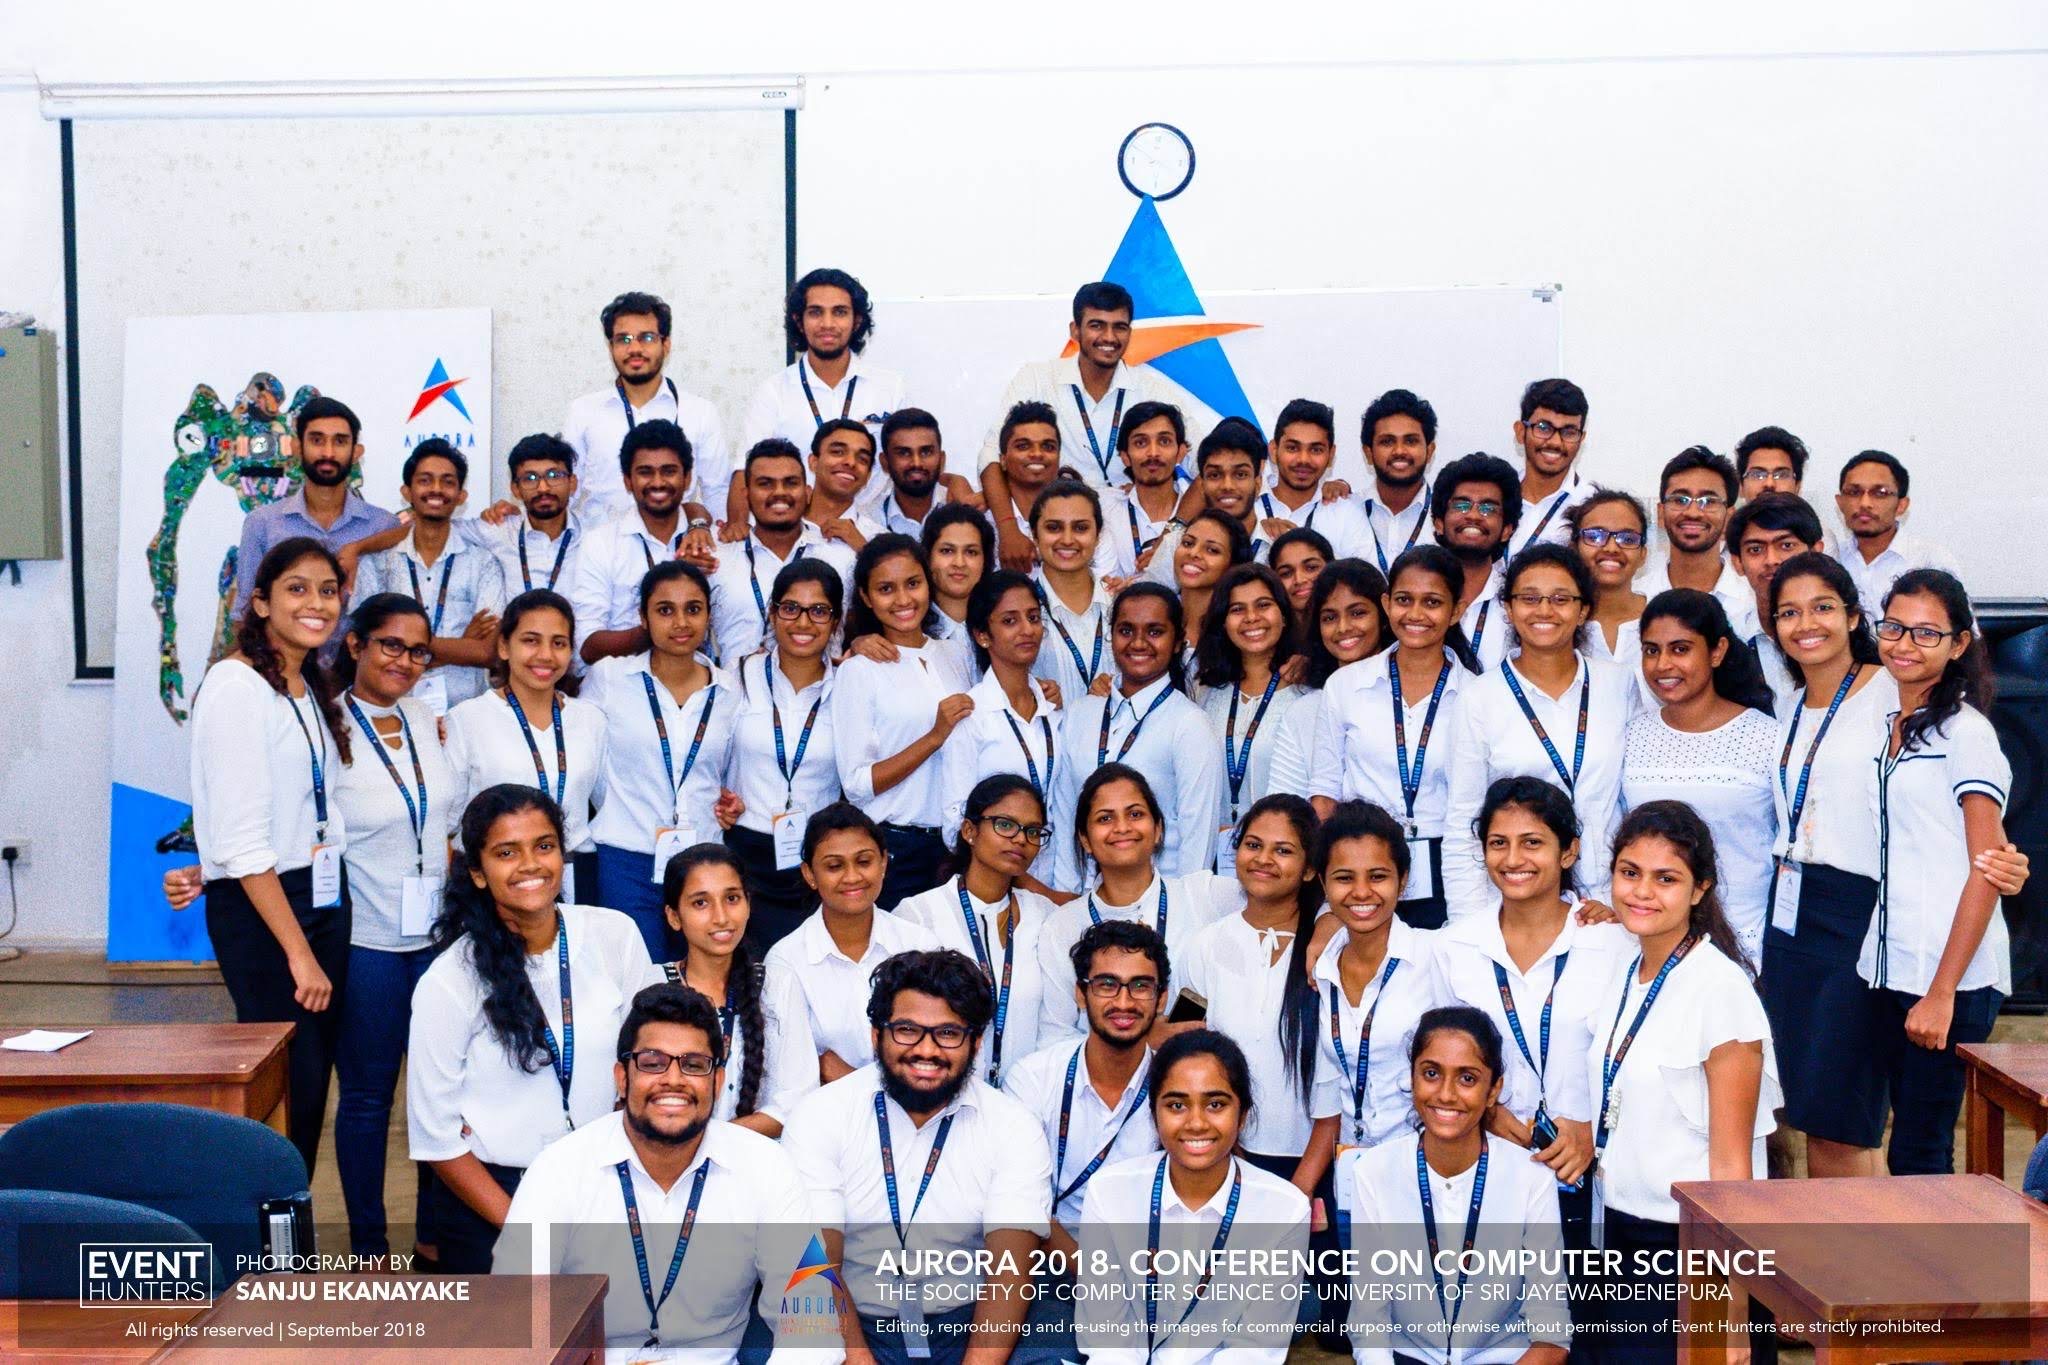 VEGA
AURORA
EVENT
HUNTERS
PHOTOGRAPHY BY
SANJU EKANAYAKE
All rights reserved | September 2018
AURORA
AURORA 2018- CONFERENCE ON COMPUTER SCIENCE
THE SOCIETY OF COMPUTER SCIENCE OF UNIVERSITY OF SRI JAYEWARDENEPURA
Editing, reproducing and re-using the images for commercial purpose or otherwise without permission of Event Hunters are strictly prohibited.